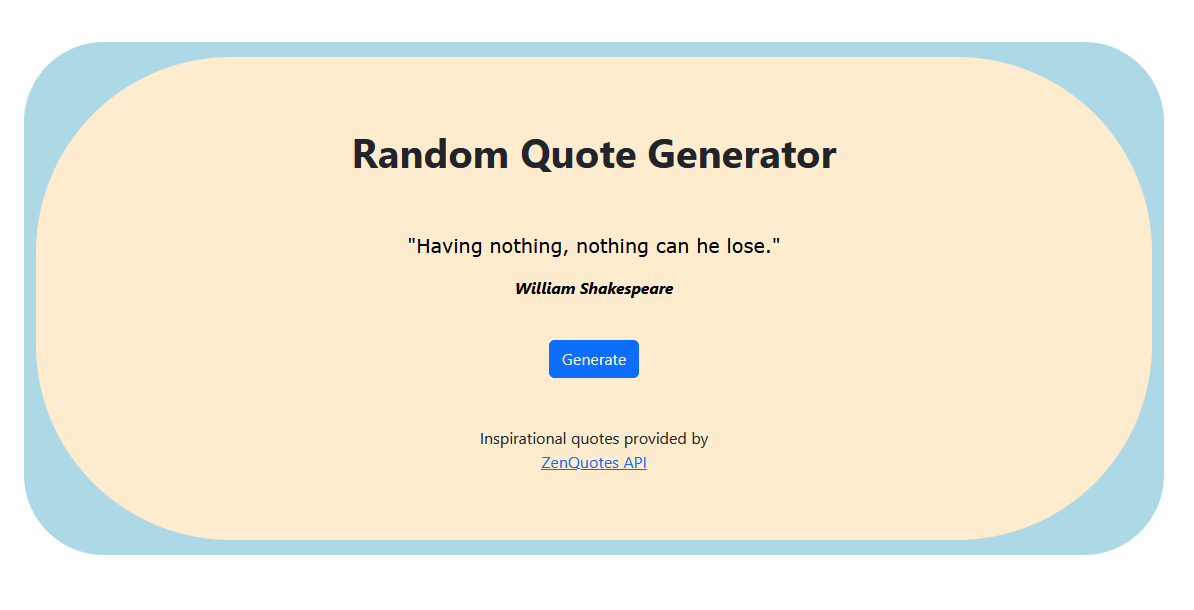 Random Quote Generator
"Having nothing, nothing can he lose."
William Shakespeare
Generate
Inspirational quotes provided by
ZenQuotes API